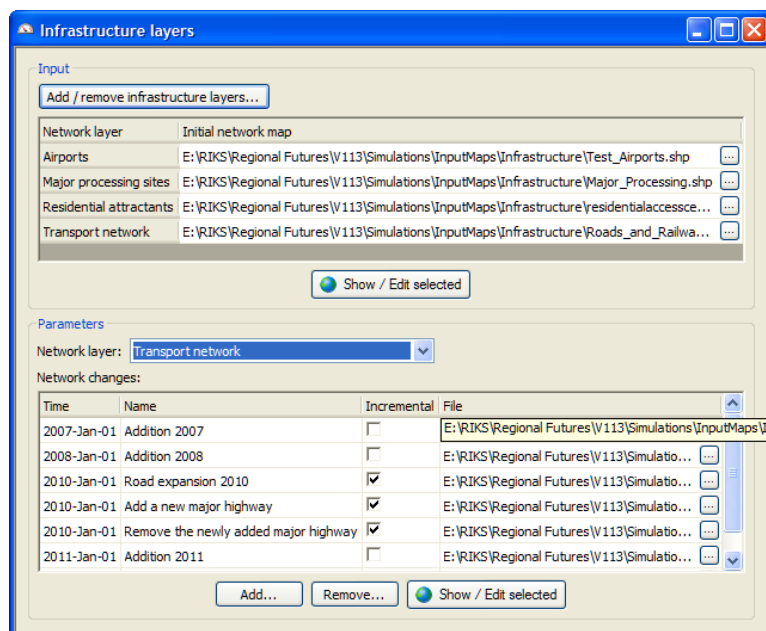 Infrastructure layers
Input
Add / remove infrastructure layers...
Network layer Initial network map
Airports E:\RIKS\Regional Futures\V113\Simulations\InputMaps\Infrastructure\Test_Airports.shp ...
Major processing sites E:\RIKS\Regional Futures\V113\Simulations\InputMaps\Infrastructure\Major_Processing.shp ...
Residential attractants E:\RIKS\Regional Futures\V113\Simulations\InputMaps\Infrastructure\residentialaccessce... ...
Transport network E:\RIKS\Regional Futures\V113\Simulations\InputMaps\Infrastructure\Roads_and_Railwa... ...
Show / Edit selected
Parameters
Network layer: Transport network
Network changes:
Time Name Incremental File
2007-Jan-01 Addition 2007 E:\RIKS\Regional Futures\V113\Simulations\InputMaps\I
2008-Jan-01 Addition 2008 E:\RIKS\Regional Futures\V113\Simulatio... ...
2010-Jan-01 Road expansion 2010 E:\RIKS\Regional Futures\V113\Simulatio... ...
2010-Jan-01 Add a new major highway E:\RIKS\Regional Futures\V113\Simulatio... ...
2010-Jan-01 Remove the newly added major highway E:\RIKS\Regional Futures\V113\Simulatio... ...
2011-Jan-01 Addition 2011 E:\RIKS\Regional Futures\V113\Simulatio... ...
Add... Remove... Show / Edit selected